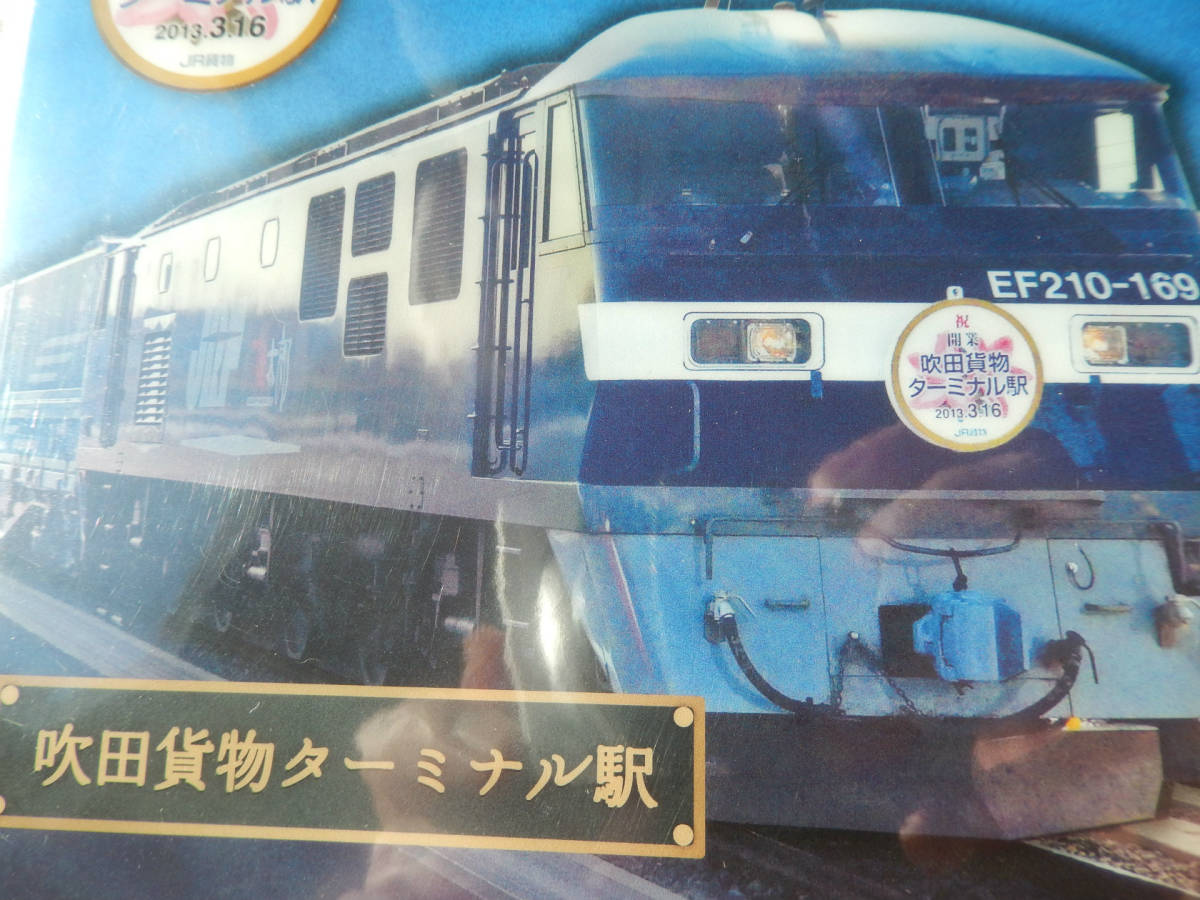 2013.3.16
JR貨物
EF210-169
祝
開業
吹田貨物
ターミナル駅
2013.3.16
JR貨物
吹田貨物ターミナル駅